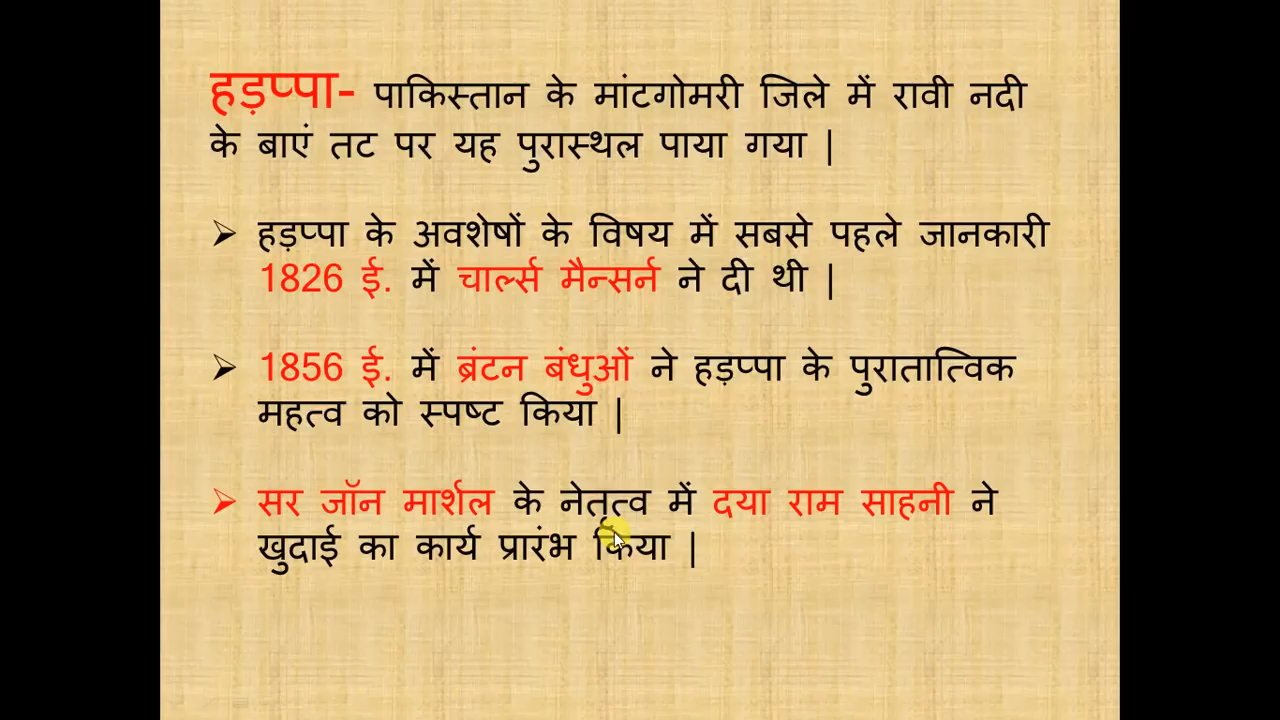 हड़प्पा- पाकिस्तान के मांटगोमरी जिले में रावी नदी
के बाएं तट पर यह पुरास्थल पाया गया |
➢ हड़प्पा के अवशेषों के विषय में सबसे पहले जानकारी
1826 ई. में चार्ल्स मैन्सर्न ने दी थी |
➢ 1856 ई. में ब्रंटन बंधुओं ने हड़प्पा के पुरातात्विक
महत्व को स्पष्ट किया |
➢ सर जॉन मार्शल के नेतृत्व में दया राम साहनी ने
खुदाई का कार्य प्रारंभ किया |